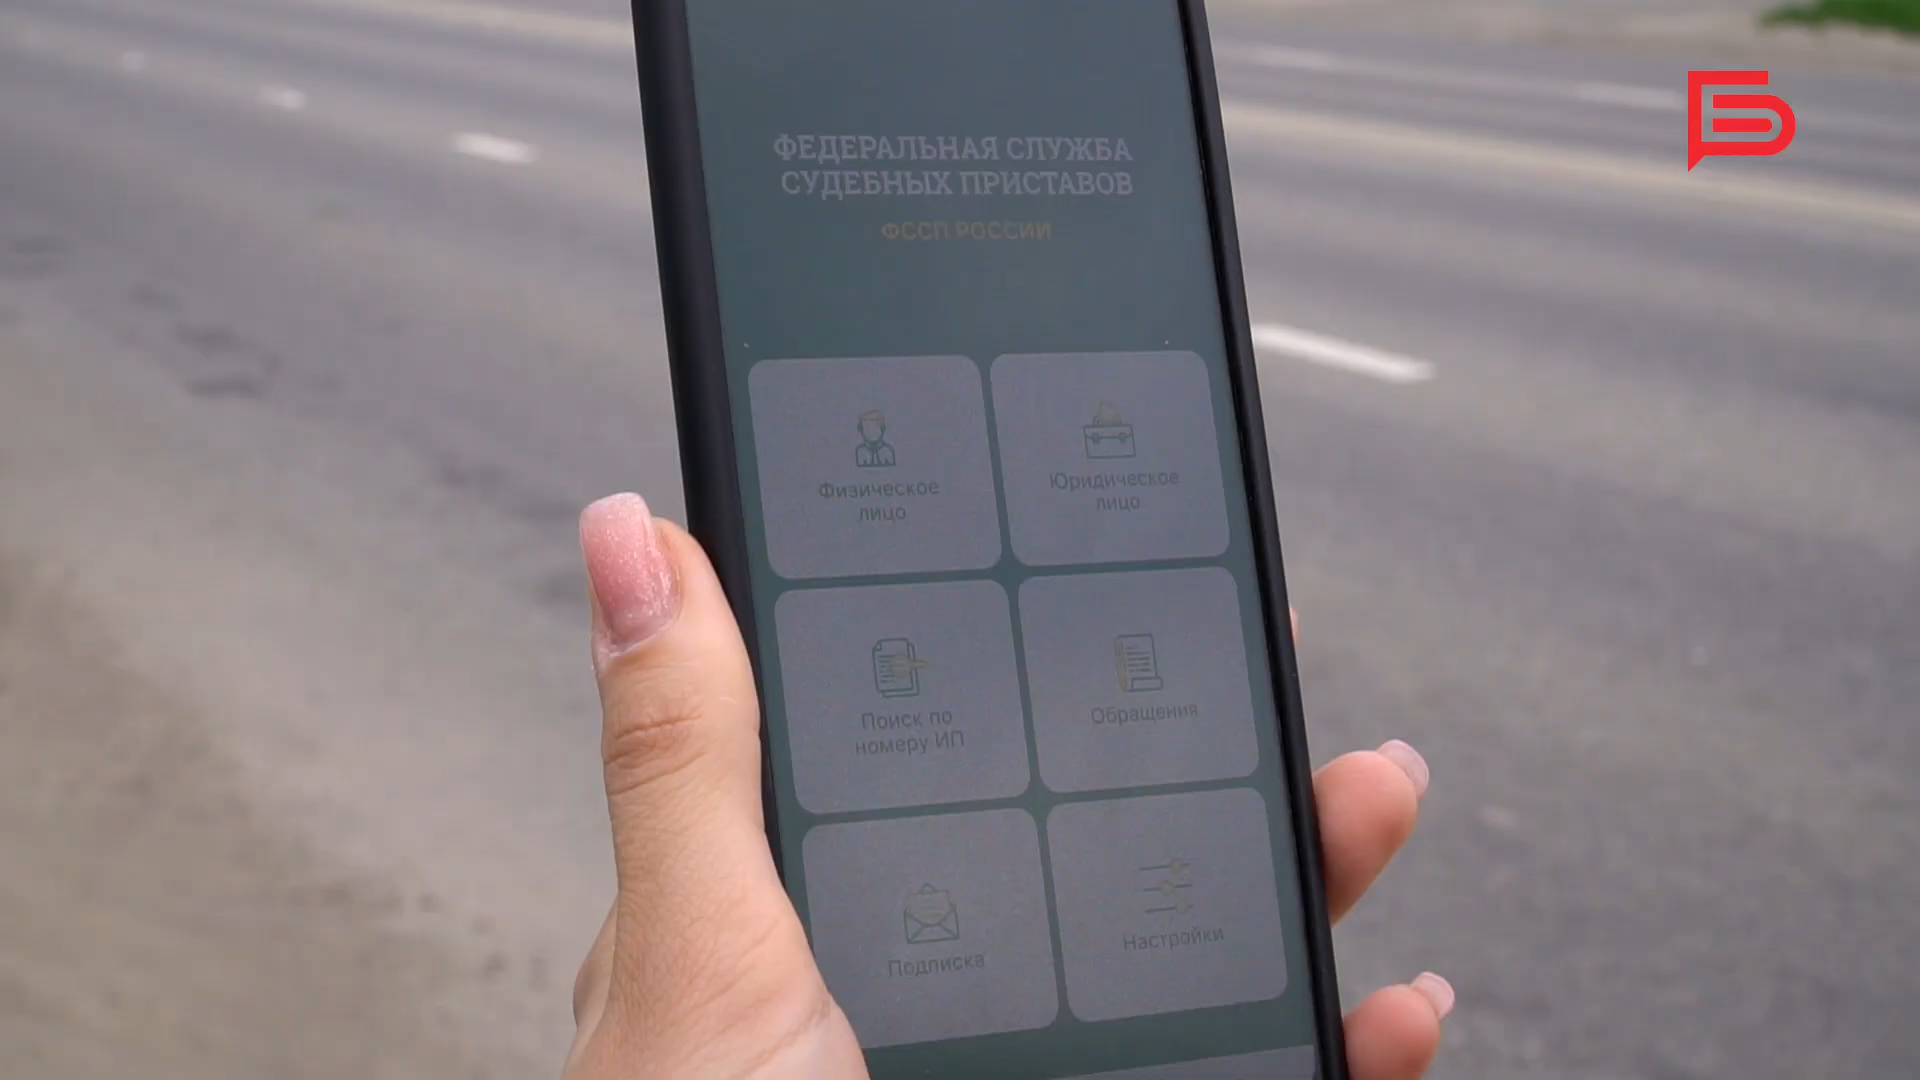 ФЕДЕРАЛЬНАЯ СЛУЖБА
СУДЕБНЫХ ПРИСТАВОВ
ФССП РОССИИ
Физическое
лицо
Юридическое
лицо
Поиск по
номеру ИП
Обращения
Подписка
Настройки